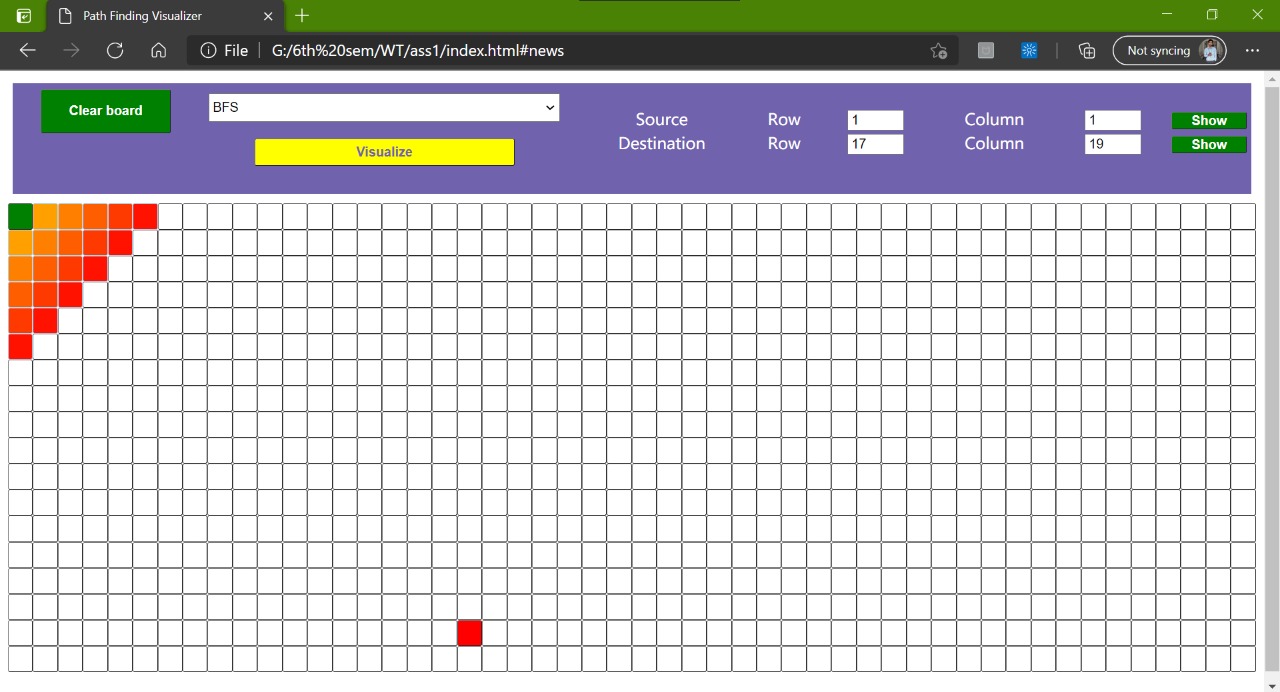 Path Finding Visualizer
File G:/6th%20sem/WT/ass1/index.html#news Not syncing
Clear board BFS
Source Row 1 Column 1 Show
Visualize Destination Row 17 Column 19 Show